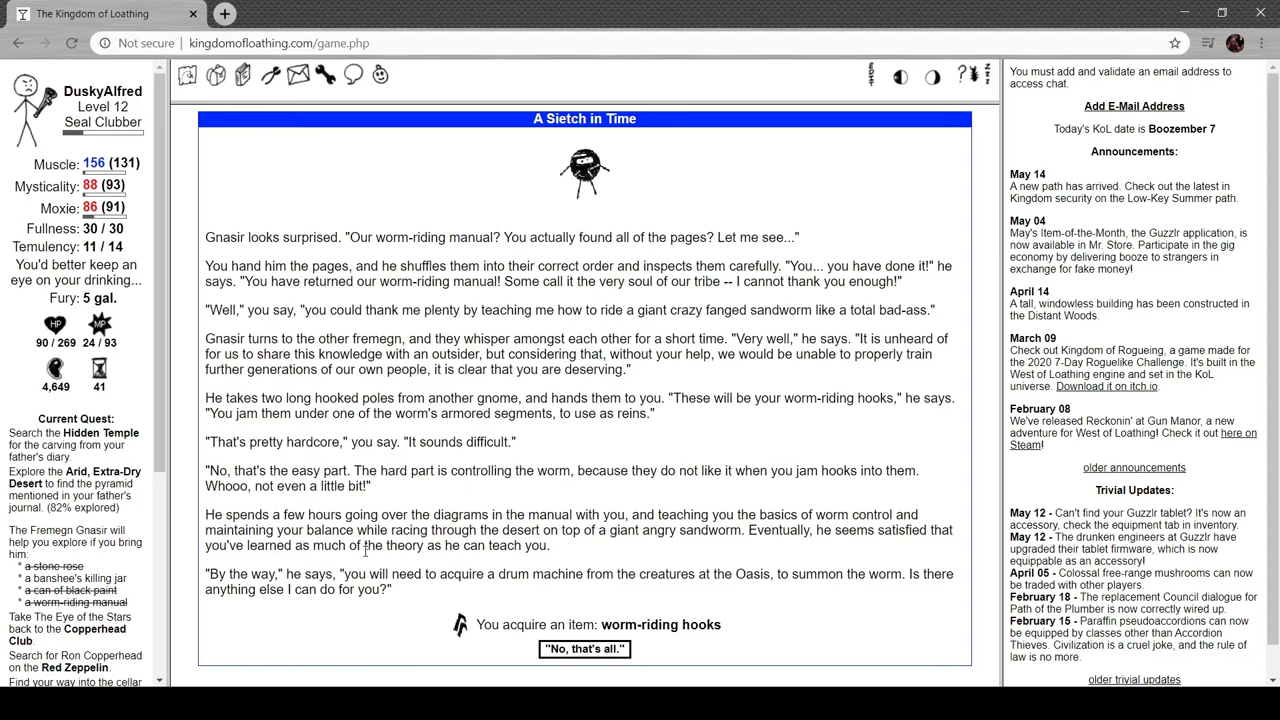 The Kingdom of Loathing
Not secure | kingdomofloathing.com/game.php
DuskyAlfred
Level 12
Seal Clubber
Muscle: 156 (131)
Mysticality: 88 (93)
Moxie: 86 (91)
Fullness: 30 / 30
Temulency: 11 / 14
You'd better keep an
eye on your drinking...
Fury: 5 gal.
HP MP
90 / 269 24 / 93
4,649 41
Current Quest:
Search the Hidden Temple
for the carving from your
father's diary.
Explore the Arid, Extra-Dry
Desert to find the pyramid
mentioned in your father's
journal. (82% explored)
The Fremegn Gnasir will
help you explore if you bring
him:
* a stone rose
* a banshee's killing jar
* a can of black paint
* a worm-riding manual
Take The Eye of the Stars
back to the Copperhead
Club.
Search for Ron Copperhead
on the Red Zeppelin.
Find your way into the cellar
A Sietch in Time
Gnasir looks surprised. "Our worm-riding manual? You actually found all of the pages? Let me see..."
You hand him the pages, and he shuffles them into their correct order and inspects them carefully. "You... you have done it!" he
says. "You have returned our worm-riding manual! Some call it the very soul of our tribe -- I cannot thank you enough!"
"Well," you say, "you could thank me plenty by teaching me how to ride a giant crazy fanged sandworm like a total bad-ass."
Gnasir turns to the other fremegn, and they whisper amongst each other for a short time. "Very well," he says. "It is unheard of
for us to share this knowledge with an outsider, but considering that, without your help, we would be unable to properly train
further generations of our own people, it is clear that you are deserving."
He takes two long hooked poles from another gnome, and hands them to you. "These will be your worm-riding hooks," he says.
"You jam them under one of the worm's armored segments, to use as reins."
"That's pretty hardcore," you say. "It sounds difficult."
"No, that's the easy part. The hard part is controlling the worm, because they do not like it when you jam hooks into them.
Whooo, not even a little bit!"
He spends a few hours going over the diagrams in the manual with you, and teaching you the basics of worm control and
maintaining your balance while racing through the desert on top of a giant angry sandworm. Eventually, he seems satisfied that
you've learned as much of the theory as he can teach you.
"By the way," he says, "you will need to acquire a drum machine from the creatures at the Oasis, to summon the worm. Is there
anything else I can do for you?"
You acquire an item: worm-riding hooks
"No, that's all."
You must add and validate an email address to
access chat.
Add E-Mail Address
Today's KoL date is Boozember 7
Announcements:
May 14
A new path has arrived. Check out the latest in
Kingdom security on the Low-Key Summer path.
May 04
May's Item-of-the-Month, the Guzzlr application, is
now available in Mr. Store. Participate in the gig
economy by delivering booze to strangers in
exchange for fake money!
April 14
A tall, windowless building has been constructed in
the Distant Woods.
March 09
Check out Kingdom of Rogueing, a game made for
the 2020 7-Day Roguelike Challenge. It's built in the
West of Loathing engine and set in the KoL
universe. Download it on itch.io.
February 08
We've released Reckonin' at Gun Manor, a new
adventure for West of Loathing! Check it out here on
Steam!
older announcements
Trivial Updates:
May 12 - Can't find your Guzzlr tablet? It's now an
accessory, check the equipment tab in inventory.
May 12 - The drunken engineers at Guzzlr have
upgraded their tablet firmware, which is now
equippable as an accessory!
April 05 - Colossal free-range mushrooms can now
be traded with other players.
February 18 - The replacement Council dialogue for
Path of the Plumber is now correctly wired up.
February 15 - Paraffin pseudoaccordions can now
be equipped by classes other than Accordion
Thieves. Civilization is a cruel joke, and the rule of
law is no more.
older trivial updates